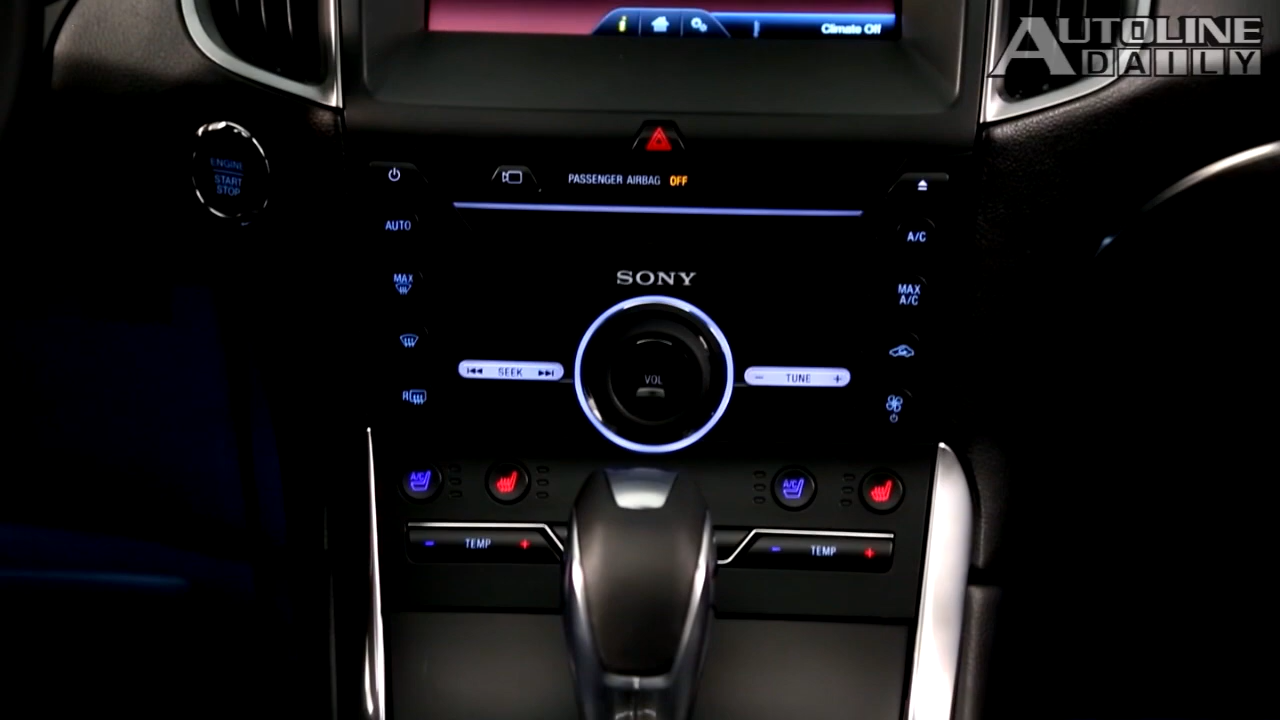 i
Climate Off
AUTOLINE
DAILY
ENGINE
START
STOP
PASSENGER AIRBAG OFF
AUTO
A/C
MAX
SONY
MAX
A/C
SEEK
VOL
− TUNE +
R
A/C
A/C
− TEMP +
− TEMP +